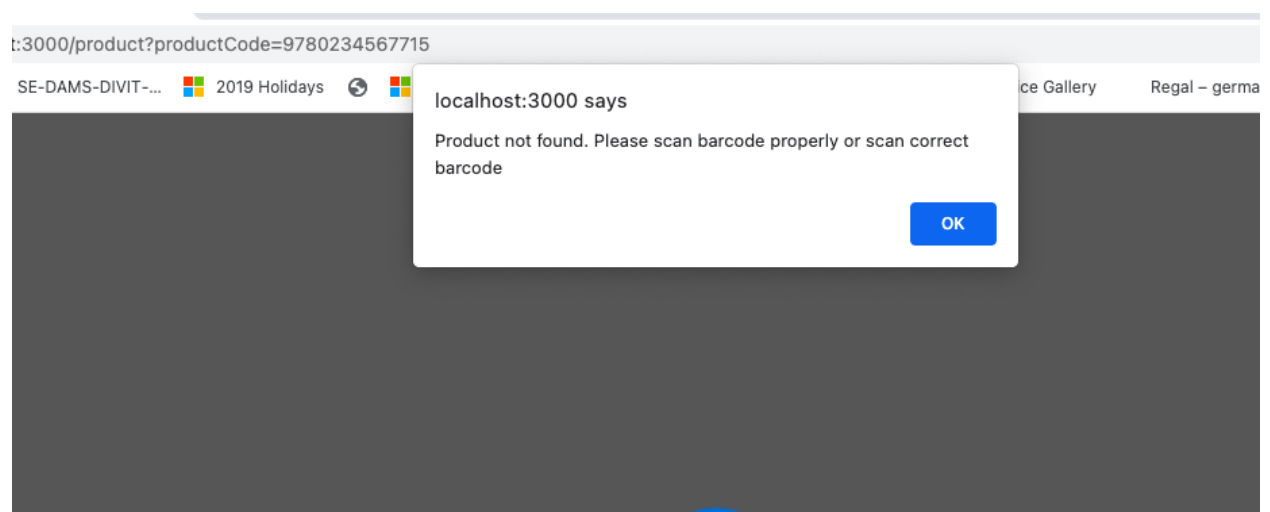 t:3000/product?productCode=9780234567715
SE-DAMS-DIVIT-... 2019 Holidays ice Gallery Regal – germa
localhost:3000 says
Product not found. Please scan barcode properly or scan correct
barcode
OK